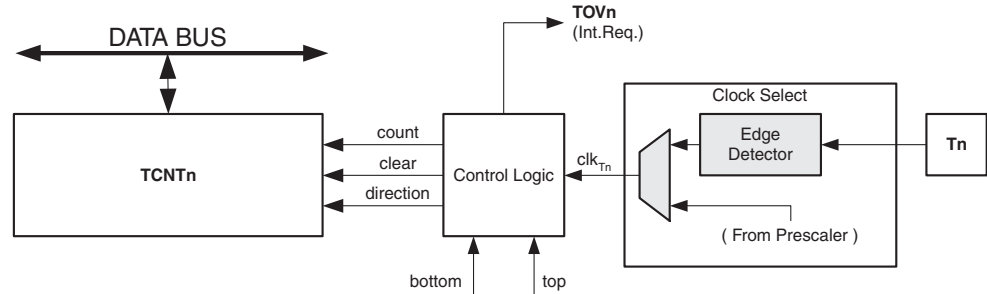 TOVn
(Int.Req.)
DATA BUS
Clock Select
count
Edge
Detector
Tn
TCNTn
clear
Control Logic
clkTn
direction
( From Prescaler )
bottom
top